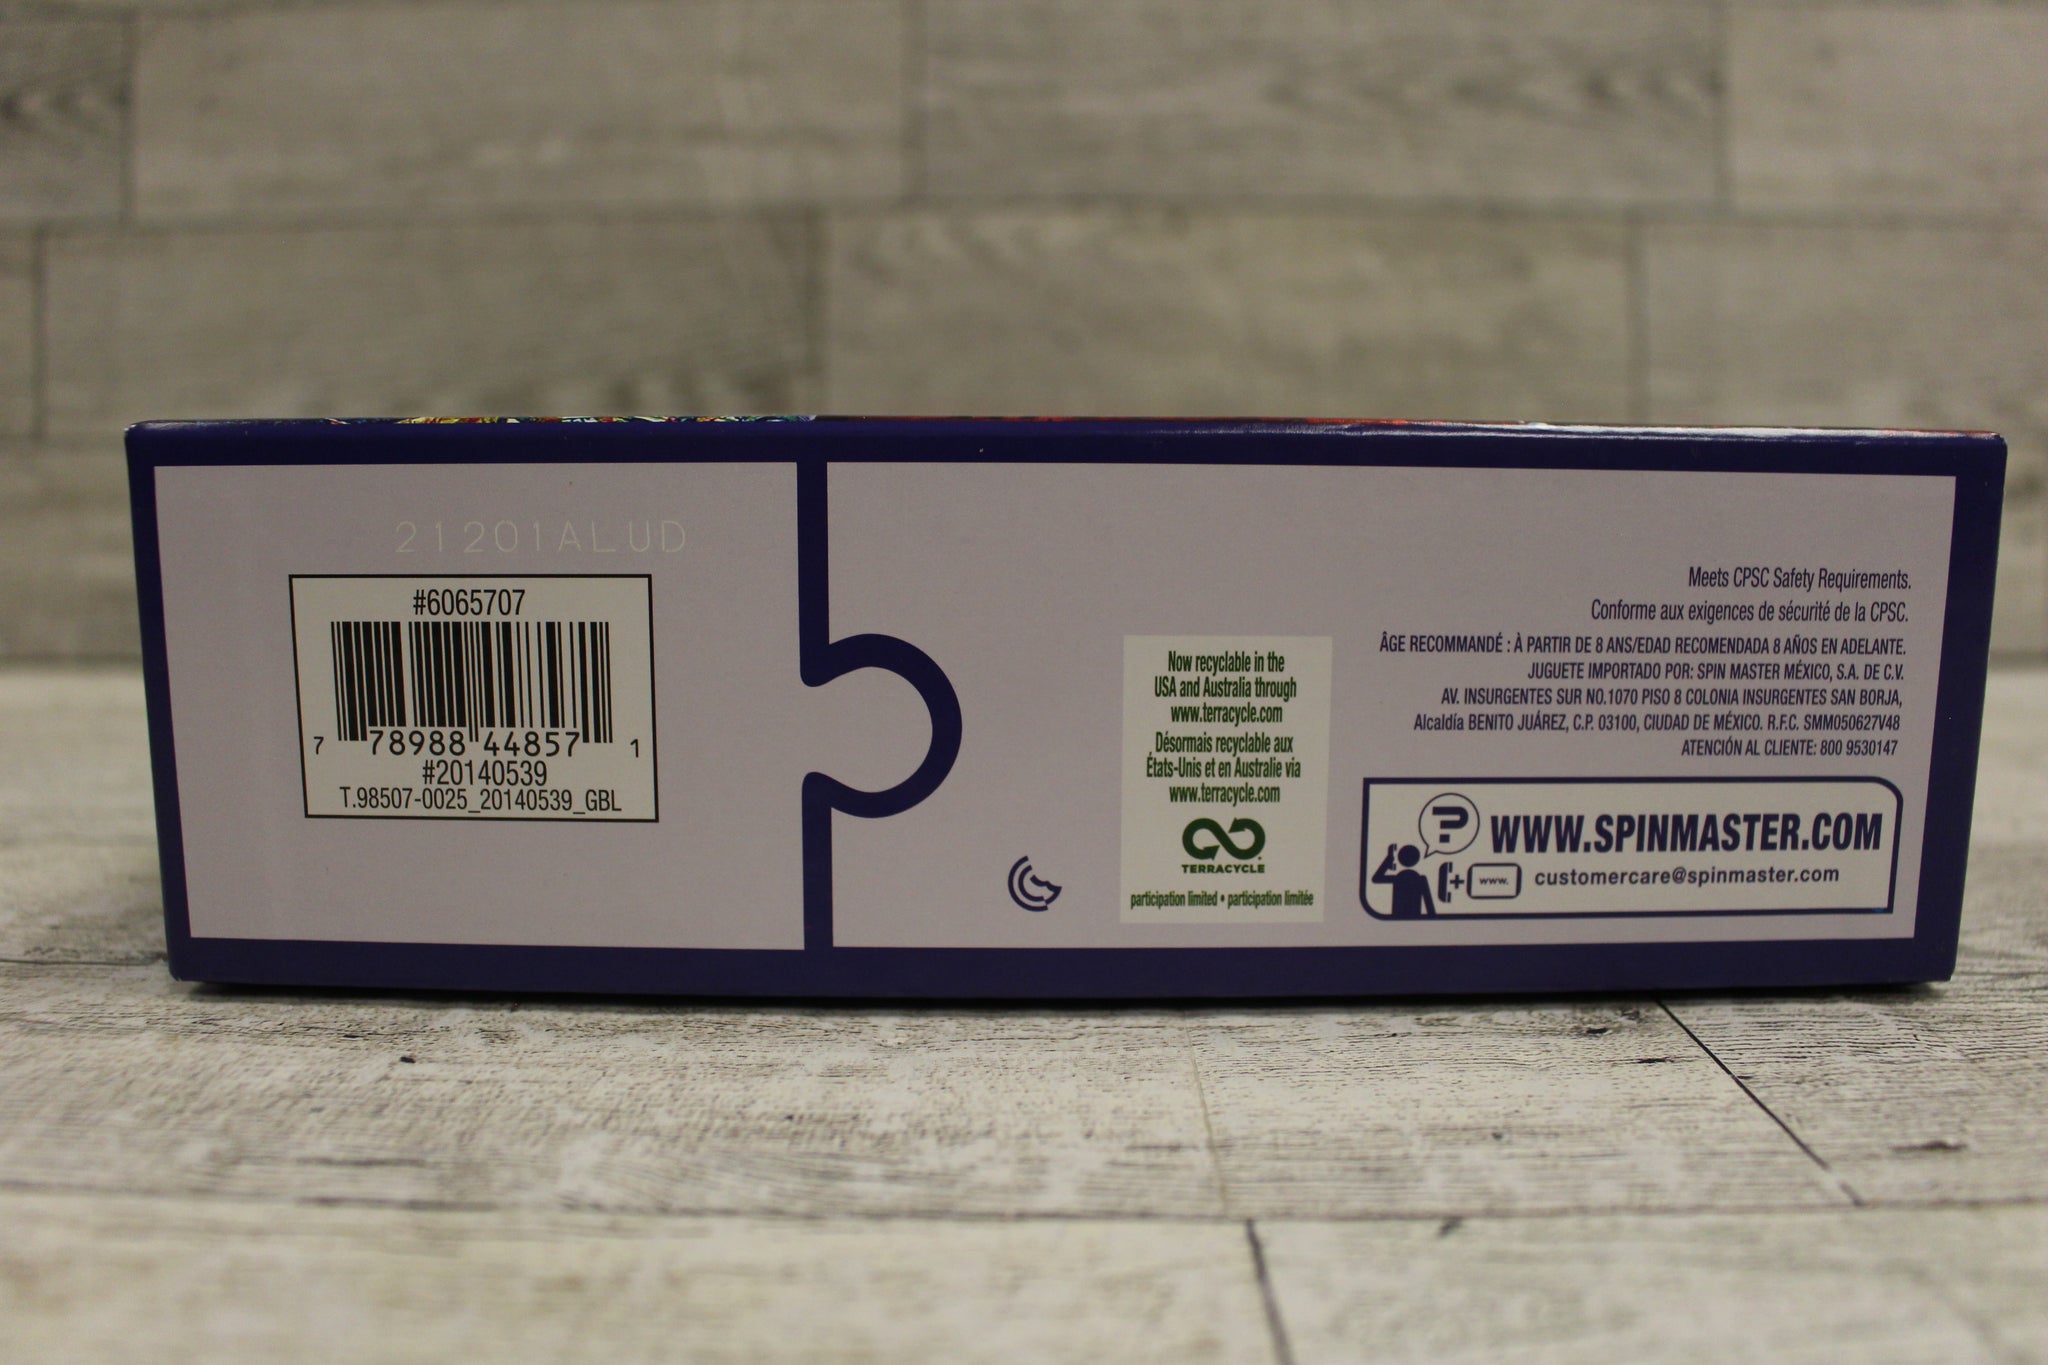 21201ALUD
#6065707
7 78988 44857 1
#20140539
T.98507-0025_20140539_GBL
Now recyclable in the
USA and Australia through
www.terracycle.com
Désormais recyclable aux
États-Unis et en Australie via
www.terracycle.com
TERRACYCLE
participation limited • participation limitée
Meets CPSC Safety Requirements.
Conforme aux exigences de sécurité de la CPSC.
ÂGE RECOMMANDÉ : À PARTIR DE 8 ANS/EDAD RECOMENDADA 8 AÑOS EN ADELANTE.
JUGUETE IMPORTADO POR: SPIN MASTER MÉXICO, S.A. DE C.V.
AV. INSURGENTES SUR NO.1070 PISO 8 COLONIA INSURGENTES SAN BORJA,
Alcaldía BENITO JUÁREZ, C.P. 03100, CIUDAD DE MÉXICO. R.F.C. SMM050627V48
ATENCIÓN AL CLIENTE: 800 9530147
? WWW.SPINMASTER.COM
+ www. customercare@spinmaster.com